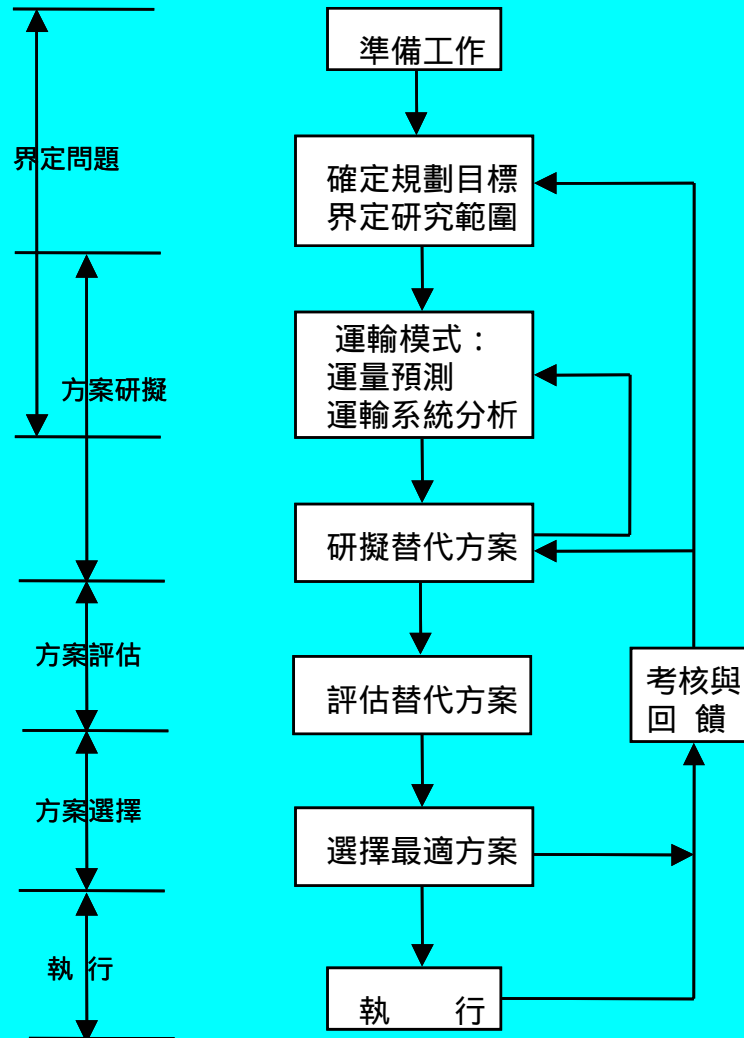 準備工作
界定問題
確定規劃目標
界定研究範圍
運輸模式：
運量預測
運輸系統分析
方案研擬
研擬替代方案
方案評估
評估替代方案
考核與
回 饋
方案選擇
選擇最適方案
執 行
執 行